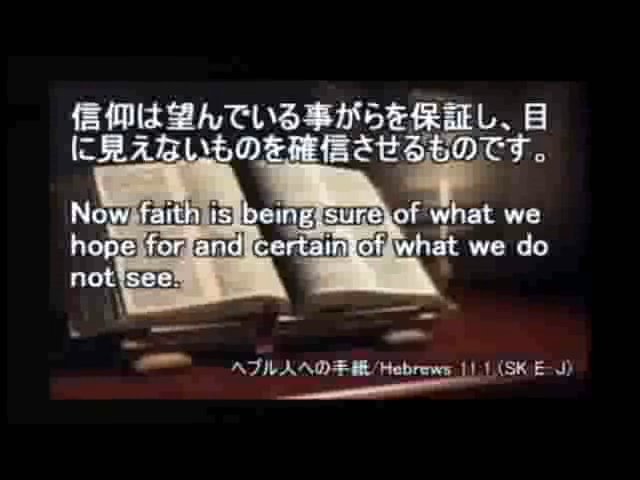 信仰は望んでいる事がらを保証し、目
に見えないものを確信させるものです。
Now faith is being sure of what we
hope for and certain of what we do
not see.
ヘブル人への手紙/Hebrews 11:1 (SK E-J)